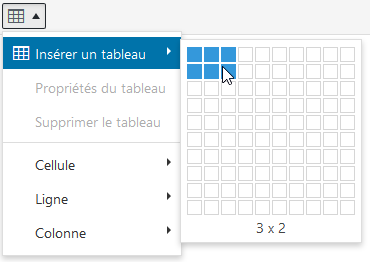 Insérer un tableau
Propriétés du tableau
Supprimer le tableau
Cellule
Ligne
Colonne
3 x 2